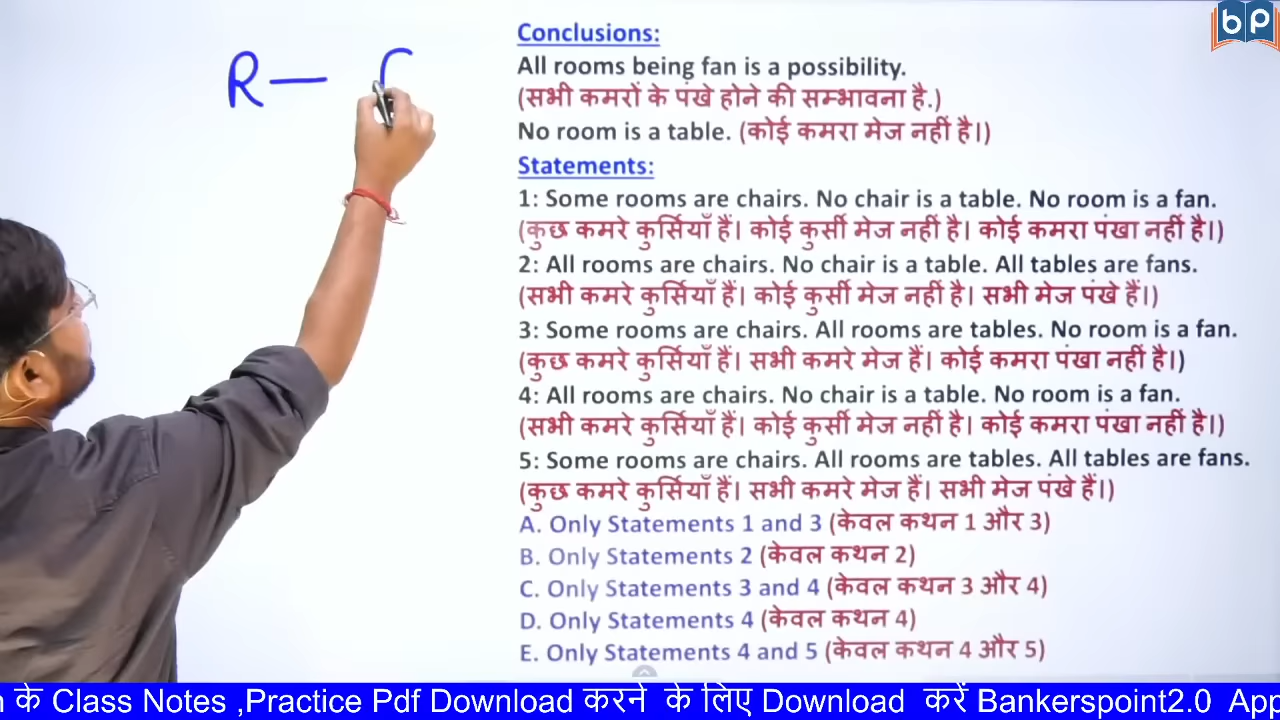 bp
R — 
Conclusions:
All rooms being fan is a possibility.
(सभी कमरों के पंखे होने की सम्भावना है.)
No room is a table. (कोई कमरा मेज नहीं है।)
Statements:
1: Some rooms are chairs. No chair is a table. No room is a fan.
(कुछ कमरे कुर्सियाँ हैं। कोई कुर्सी मेज नहीं है। कोई कमरा पंखा नहीं है।)
2: All rooms are chairs. No chair is a table. All tables are fans.
(सभी कमरे कुर्सियाँ हैं। कोई कुर्सी मेज नहीं है। सभी मेज पंखे हैं।)
3: Some rooms are chairs. All rooms are tables. No room is a fan.
(कुछ कमरे कुर्सियाँ हैं। सभी कमरे मेज हैं। कोई कमरा पंखा नहीं है।)
4: All rooms are chairs. No chair is a table. No room is a fan.
(सभी कमरे कुर्सियाँ हैं। कोई कुर्सी मेज नहीं है। कोई कमरा पंखा नहीं है।)
5: Some rooms are chairs. All rooms are tables. All tables are fans.
(कुछ कमरे कुर्सियाँ हैं। सभी कमरे मेज हैं। सभी मेज पंखे हैं।)
A. Only Statements 1 and 3 (केवल कथन 1 और 3)
B. Only Statements 2 (केवल कथन 2)
C. Only Statements 3 and 4 (केवल कथन 3 और 4)
D. Only Statements 4 (केवल कथन 4)
E. Only Statements 4 and 5 (केवल कथन 4 और 5)
के Class Notes ,Practice Pdf Download करने के लिए Download करें Bankerspoint2.0 App